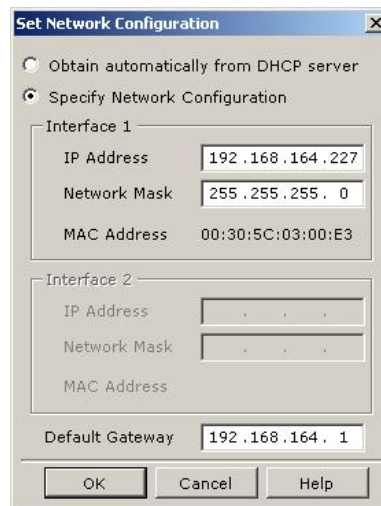 Set Network Configuration
Obtain automatically from DHCP server
Specify Network Configuration
Interface 1
IP Address 192.168.164.227
Network Mask 255.255.255. 0
MAC Address 00:30:5C:03:00:E3
Interface 2
IP Address . . .
Network Mask . . .
MAC Address
Default Gateway 192.168.164. 1
OK Cancel Help